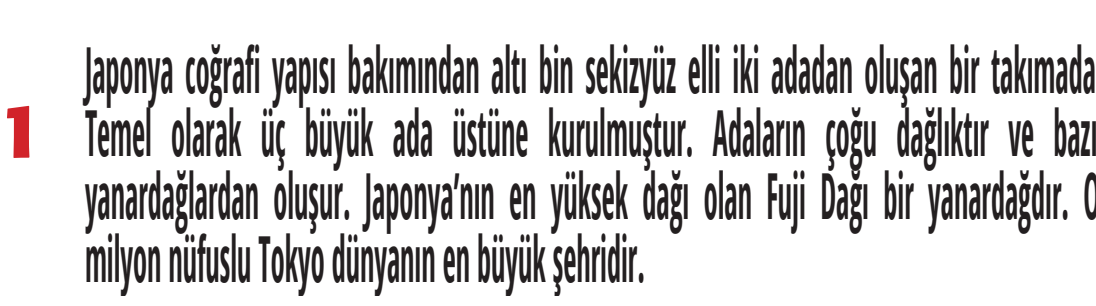 1
Japonya coğrafi yapısı bakımından altı bin sekizyüz elli iki adadan oluşan bir takımada
Temel olarak üç büyük ada üstüne kurulmuştur. Adaların çoğu dağlıktır ve bazı
yanardağlardan oluşur. Japonya’nın en yüksek dağı olan Fuji Dağı bir yanardağdır.
milyon nüfuslu Tokyo dünyanın en büyük şehridir.